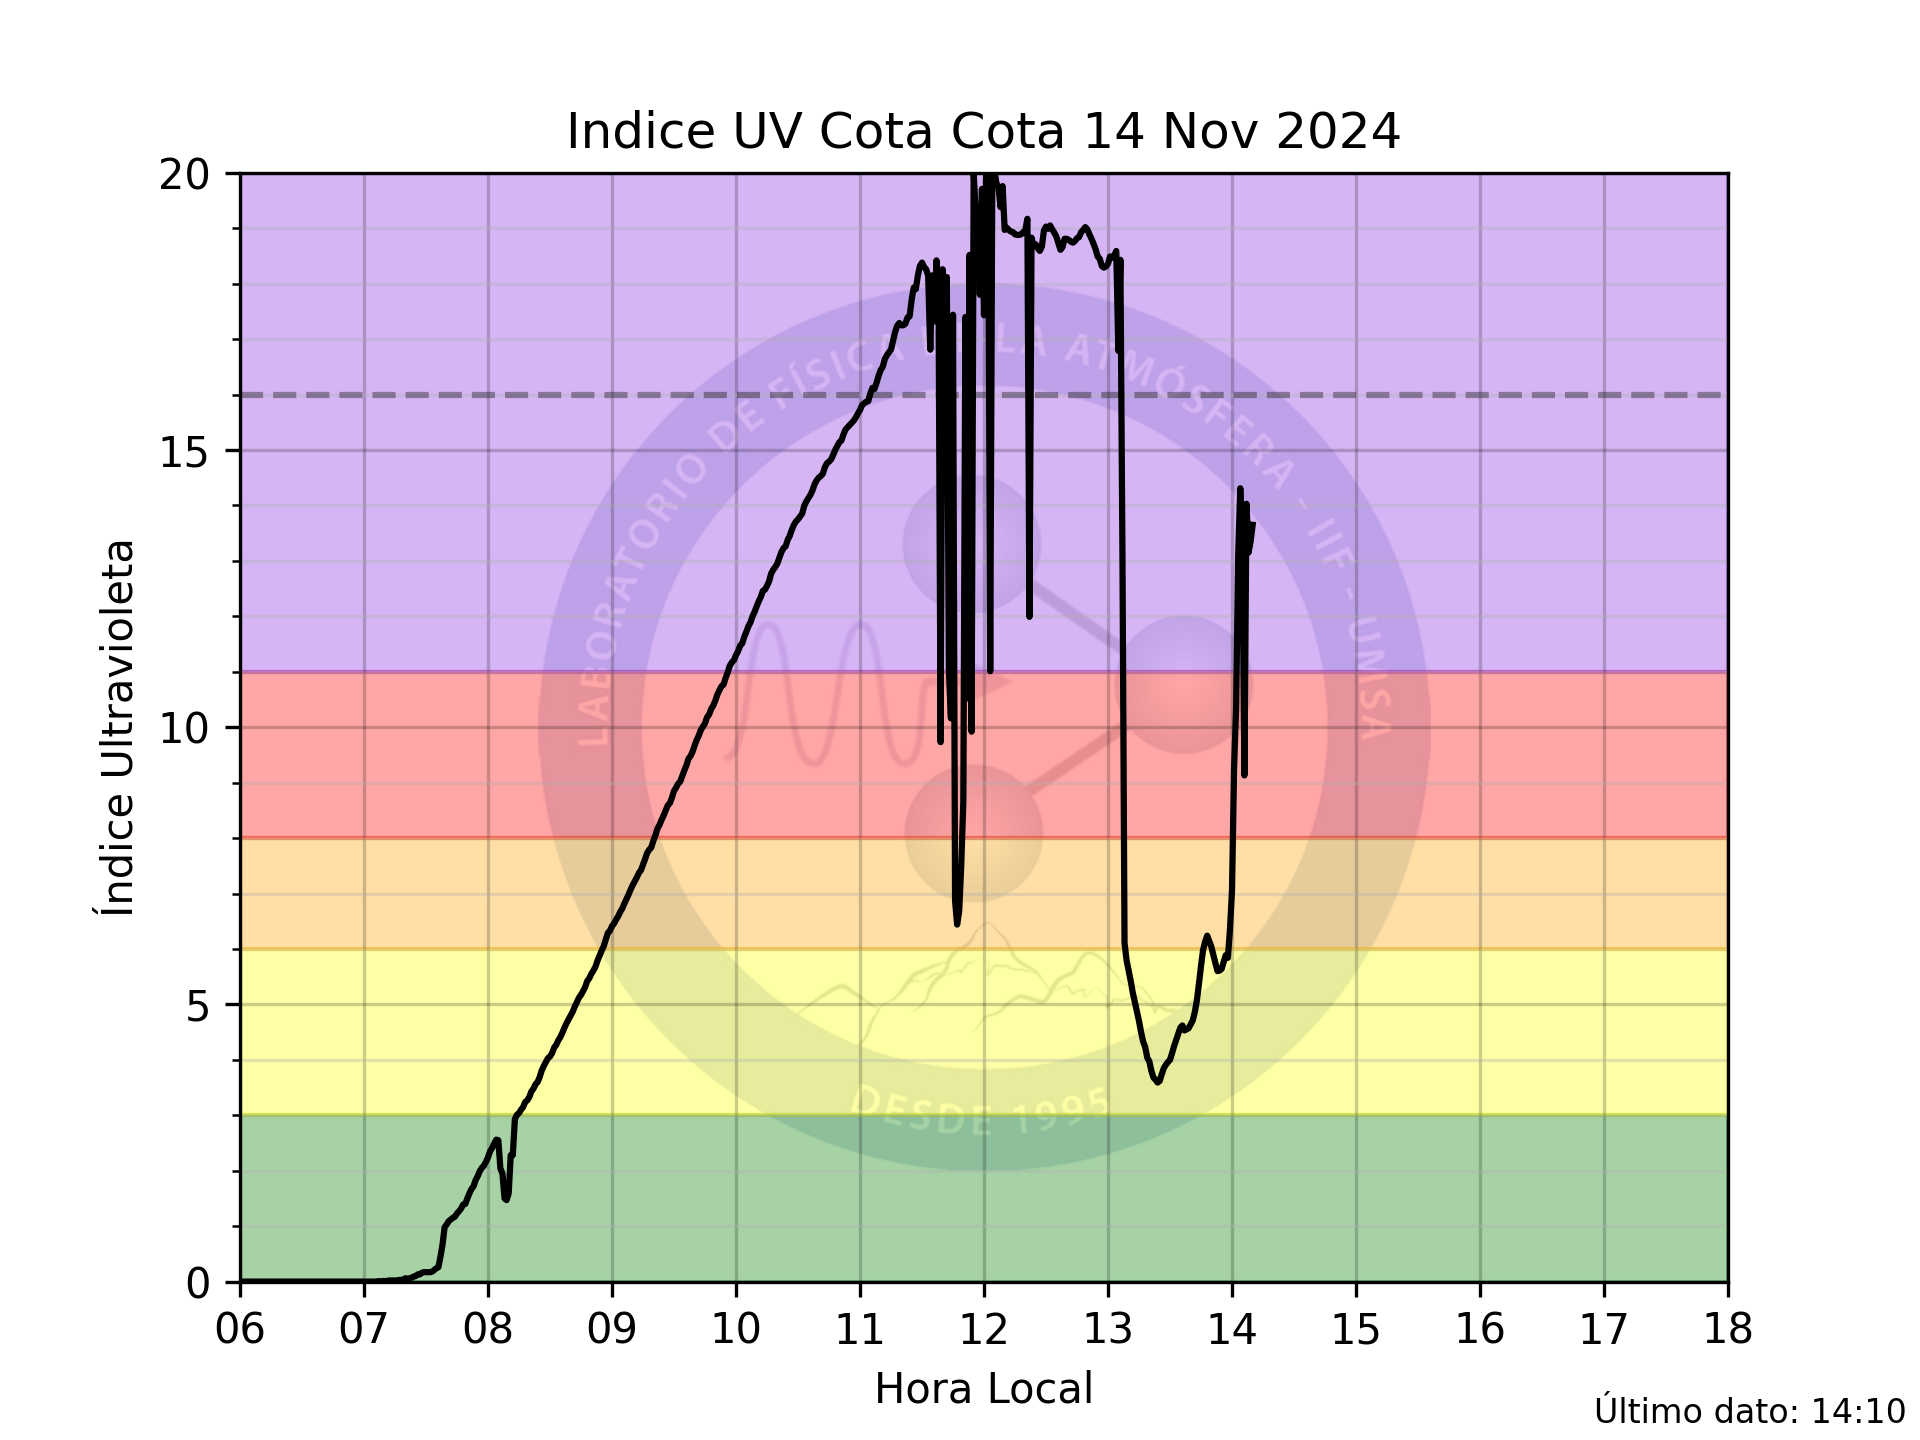 Indice UV Cota Cota 14 Nov 2024
20
15
10
5
0
Índice Ultravioleta
LABORATORIO DE FÍSICA DE LA ATMÓSFERA - IIF - UMSA
DESDE 1995
06 07 08 09 10 11 12 13 14 15 16 17 18
Hora Local
Último dato: 14:10